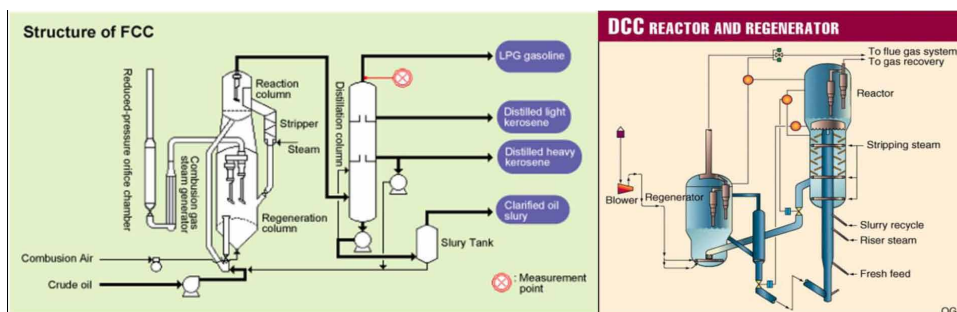 Structure of FCC
LPG gasoline
Reaction
column
Stripper
Steam
Reduced-pressure orifice chamber
Combusion gas
steam generator
Regeneration
column
Distillation column
Distilled light
kerosene
Distilled heavy
kerosene
Clarified oil
slury
Slury Tank
Combusion Air
Crude oil
: Measurement
point
DCC REACTOR AND REGENERATOR
To flue gas system
To gas recovery
Reactor
Stripping steam
Blower
Regenerator
Slurry recycle
Riser steam
Fresh feed
OG